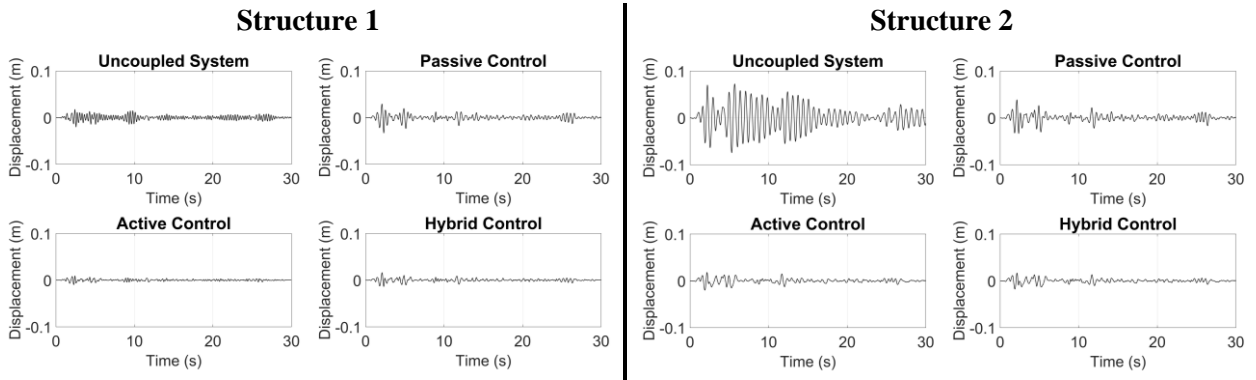 Structure 1
Uncoupled System
Displacement (m)
0.1
0
-0.1
0 10 20 30
Time (s)
Passive Control
Displacement (m)
0.1
0
-0.1
0 10 20 30
Time (s)
Active Control
Displacement (m)
0.1
0
-0.1
0 10 20 30
Time (s)
Hybrid Control
Displacement (m)
0.1
0
-0.1
0 10 20 30
Time (s)
Structure 2
Uncoupled System
Displacement (m)
0.1
0
-0.1
0 10 20 30
Time (s)
Passive Control
Displacement (m)
0.1
0
-0.1
0 10 20 30
Time (s)
Active Control
Displacement (m)
0.1
0
-0.1
0 10 20 30
Time (s)
Hybrid Control
Displacement (m)
0.1
0
-0.1
0 10 20 30
Time (s)